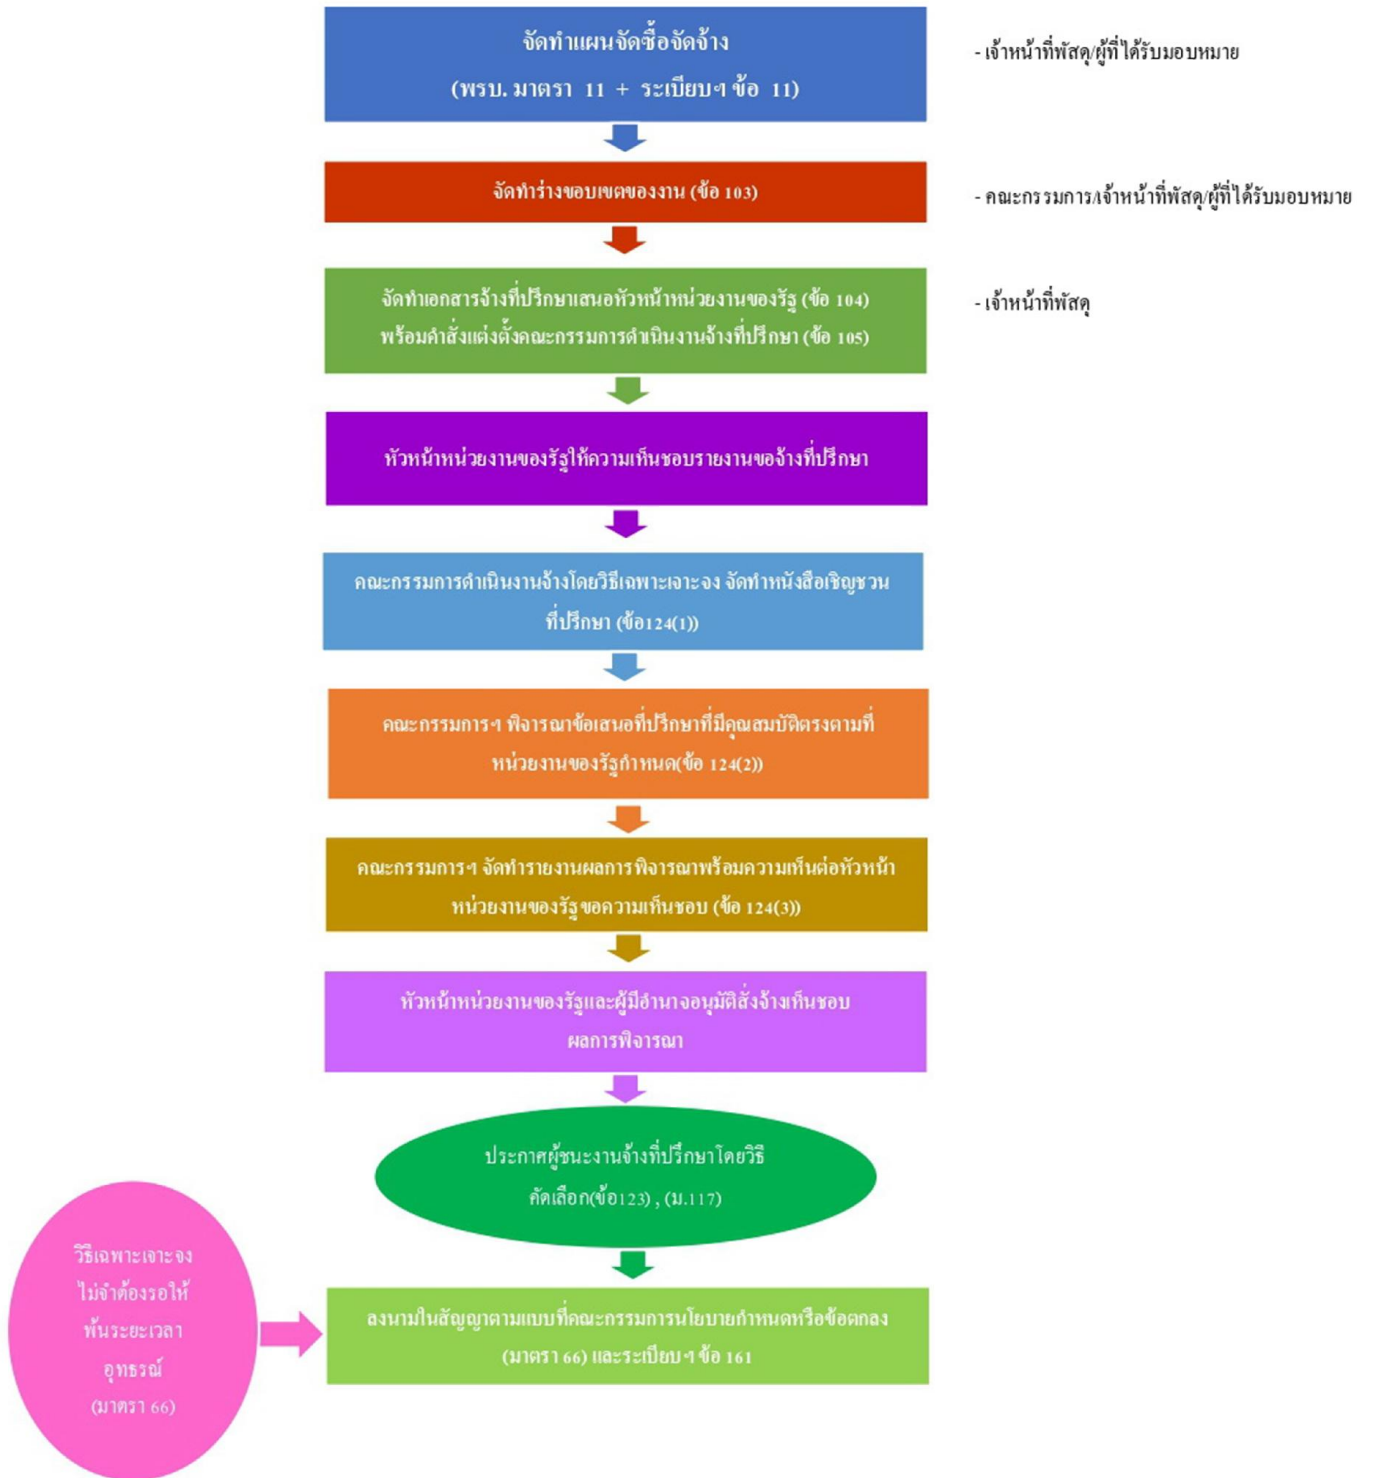 จัดทำแผนจัดซื้อจัดจ้าง
(พรบ. มาตรา 11 + ระเบียบฯ ข้อ 11)
- เจ้าหน้าที่พัสดุ/ผู้ที่ได้รับมอบหมาย
จัดทำร่างขอบเขตของงาน (ข้อ 103)
- คณะกรรมการ/เจ้าหน้าที่พัสดุ/ผู้ที่ได้รับมอบหมาย
จัดทำเอกสารจ้างที่ปรึกษาเสนอหัวหน้าหน่วยงานของรัฐ (ข้อ 104)
พร้อมคำสั่งแต่งตั้งคณะกรรมการดำเนินงานจ้างที่ปรึกษา (ข้อ 105)
- เจ้าหน้าที่พัสดุ
หัวหน้าหน่วยงานของรัฐให้ความเห็นชอบรายงานขอจ้างที่ปรึกษา
คณะกรรมการดำเนินงานจ้างโดยวิธีเฉพาะเจาะจง จัดทำหนังสือเชิญชวน
ที่ปรึกษา (ข้อ124(1))
คณะกรรมการฯ พิจารณาข้อเสนอที่ปรึกษาที่มีคุณสมบัติตรงตามที่
หน่วยงานของรัฐกำหนด(ข้อ 124(2))
คณะกรรมการฯ จัดทำรายงานผลการพิจารณาพร้อมความเห็นต่อหัวหน้า
หน่วยงานของรัฐขอความเห็นชอบ (ข้อ 124(3))
หัวหน้าหน่วยงานของรัฐและผู้มีอำนาจอนุมัติสั่งจ้างเห็นชอบ
ผลการพิจารณา
ประกาศผู้ชนะงานจ้างที่ปรึกษาโดยวิธี
คัดเลือก(ข้อ123) , (ม.117)
วิธีเฉพาะเจาะจง
ไม่จำต้องรอให้
พ้นระยะเวลา
อุทธรณ์
(มาตรา 66)
ลงนามในสัญญาตามแบบที่คณะกรรมการนโยบายกำหนดหรือข้อตกลง
(มาตรา 66) และระเบียบฯ ข้อ 161